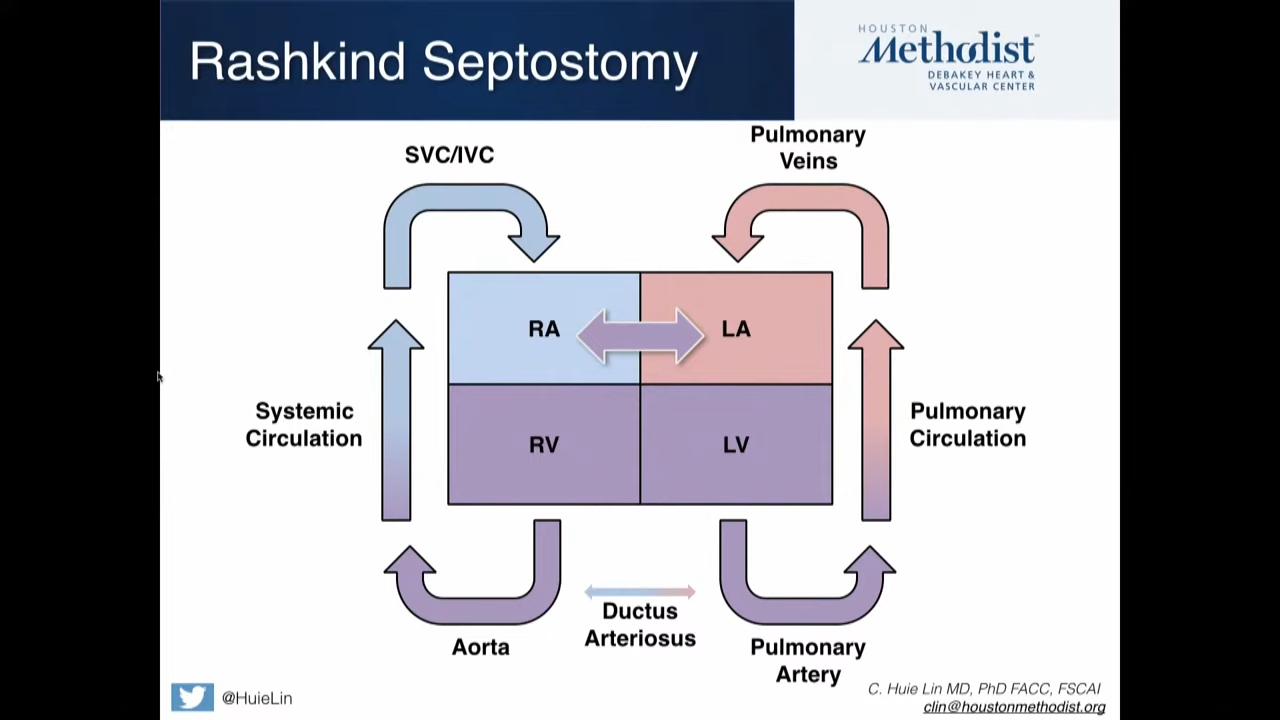 Rashkind Septostomy
HOUSTON
Methodist
DEBAKEY HEART &
VASCULAR CENTER
SVC/IVC
Pulmonary
Veins
RA
LA
Systemic
Circulation
Pulmonary
Circulation
RV
LV
Ductus
Arteriosus
Aorta
Pulmonary
Artery
@HuieLin
C. Huie Lin MD, PhD FACC, FSCAI
clin@houstonmethodist.org